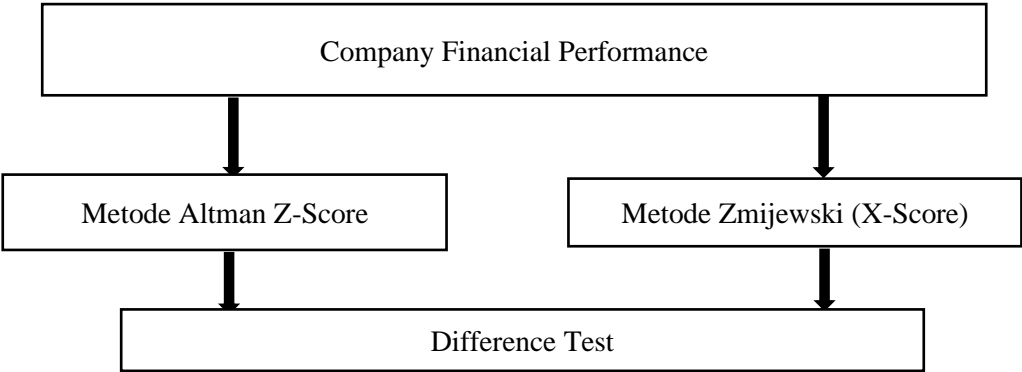 Company Financial Performance
Metode Altman Z-Score
Metode Zmijewski (X-Score)
Difference Test